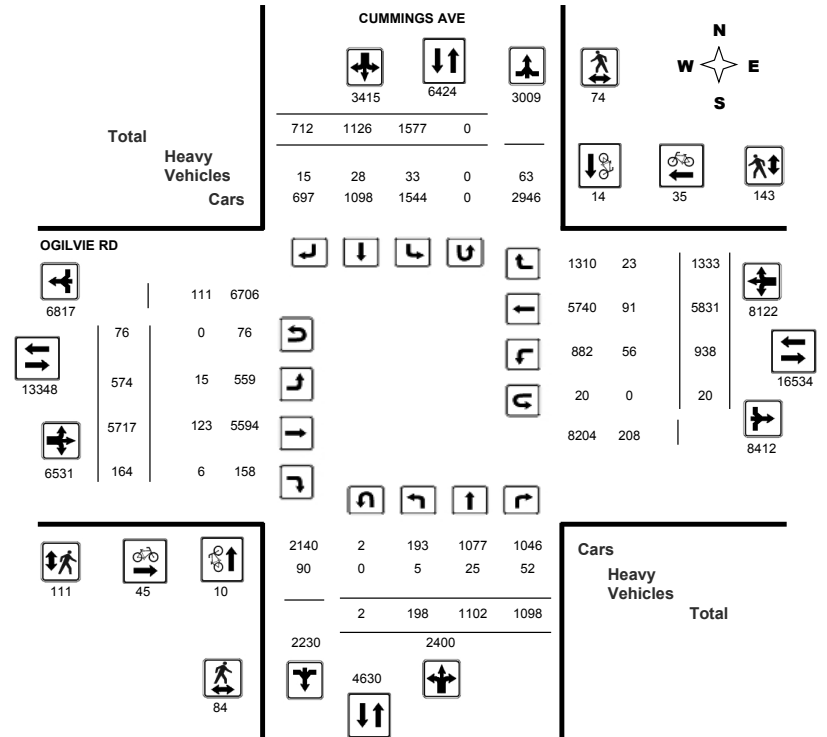 CUMMINGS AVE
N
W E
S
3415 6424 3009 74
712 1126 1577 0
Total
Heavy
Vehicles
15 28 33 0 63
Cars 697 1098 1544 0 2946
14 35 143
OGILVIE RD
6817
111 6706
1310 23 1333
5740 91 5831
8122
76 0 76
882 56 938
13348
574 15 559
16534
20 0 20
5717 123 5594
8204 208
8412
6531
164 6 158
2140 2 193 1077 1046
90 0 5 25 52
Cars
Heavy
Vehicles
Total
111 45 10
2 198 1102 1098
2230 2400
4630
84